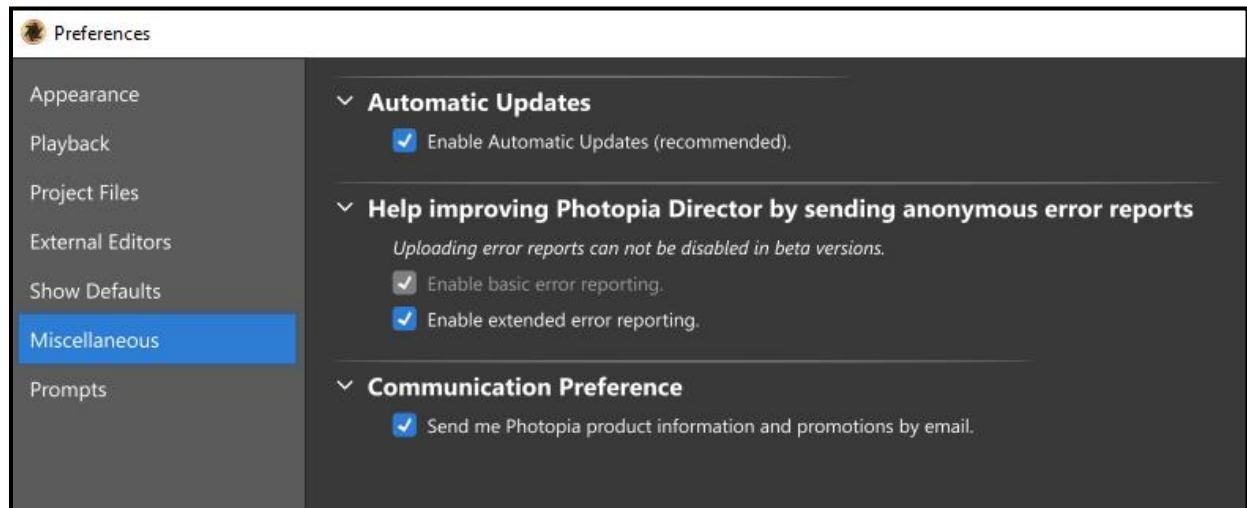 Preferences
Appearance
Playback
Project Files
External Editors
Show Defaults
Miscellaneous
Prompts
Automatic Updates
Enable Automatic Updates (recommended).
Help improving Photopia Director by sending anonymous error reports
Uploading error reports can not be disabled in beta versions.
Enable basic error reporting.
Enable extended error reporting.
Communication Preference
Send me Photopia product information and promotions by email.